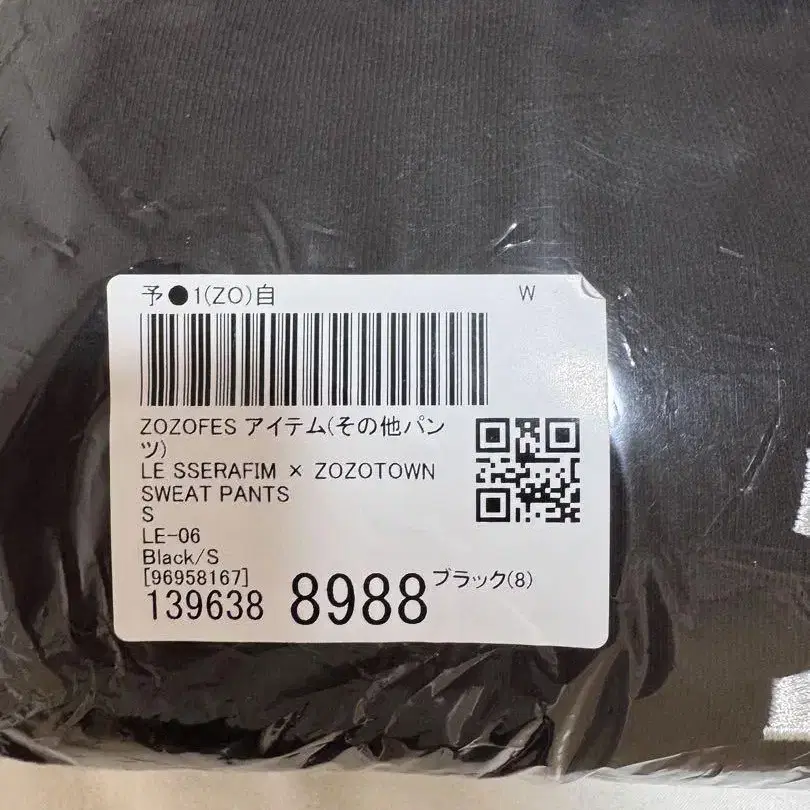 予●1(ZO)自 W
ZOZOFES アイテム(その他パン
ツ)
LE SSERAFIM × ZOZOTOWN
SWEAT PANTS
S
LE-06
Black/S
[96958167]
139638 8988 ブラック(8)